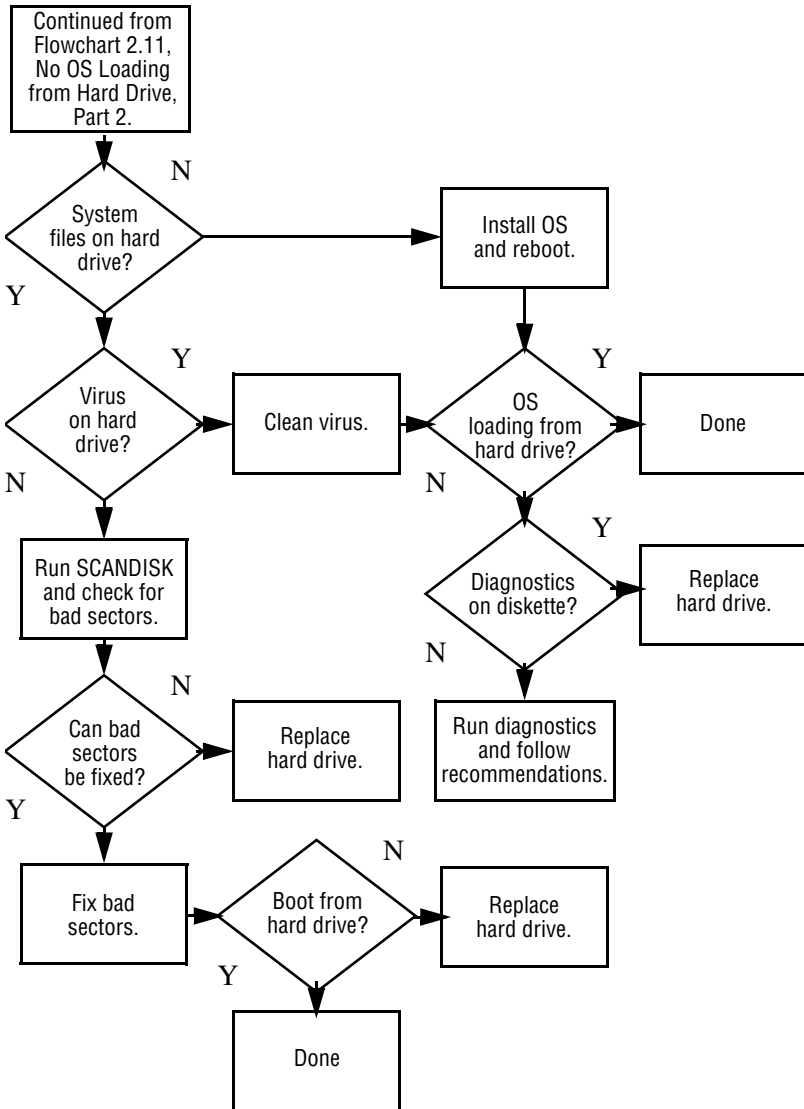 Continued from
Flowchart 2.11,
No OS Loading
from Hard Drive,
Part 2.
N
System
files on hard
drive?
Install OS
and reboot.
Y
Y
Y
Virus
on hard
drive?
Clean virus.
OS
loading from
hard drive?
Done
N
N
Run SCANDISK
and check for
bad sectors.
Y
Diagnostics
on diskette?
Replace
hard drive.
N
N
Can bad
sectors
be fixed?
Replace
hard drive.
Run diagnostics
and follow
recommendations.
Y
Fix bad
sectors.
N
Boot from
hard drive?
Replace
hard drive.
Y
Done